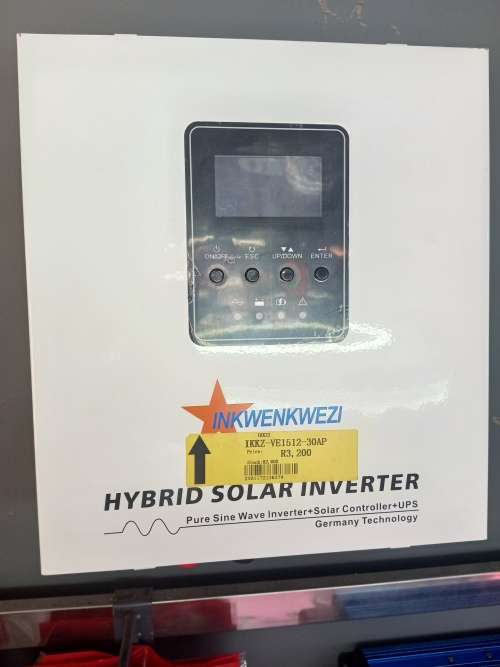 ON/OFF ESC UP/DOWN ENTER
INKWENKWEZI
IKKZ-VE1512-30AP
Price:
R3,200
HYBRID SOLAR INVERTER
Pure Sine Wave Inverter+Solar Controller+UPS
Germany Technology